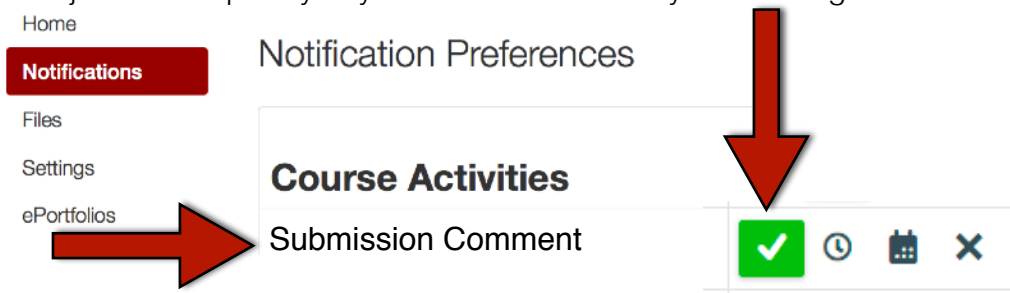 Home
Notifications
Files
Settings
ePortfolios
Notification Preferences
Course Activities
Submission Comment